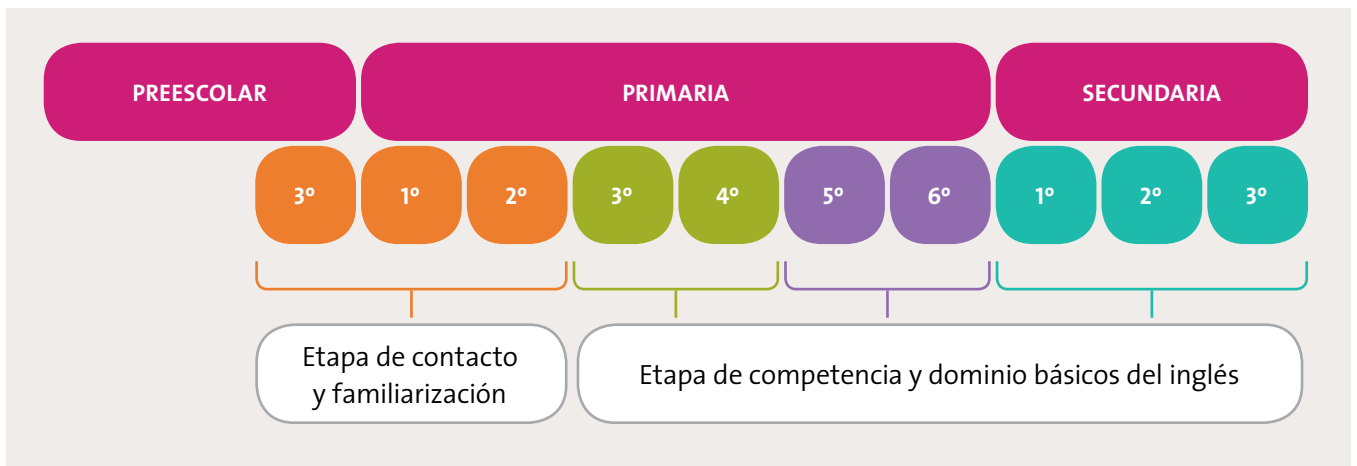 PREESCOLAR PRIMARIA SECUNDARIA
3º 1º 2º 3º 4º 5º 6º 1º 2º 3º
Etapa de contacto
y familiarización
Etapa de competencia y dominio básicos del inglés